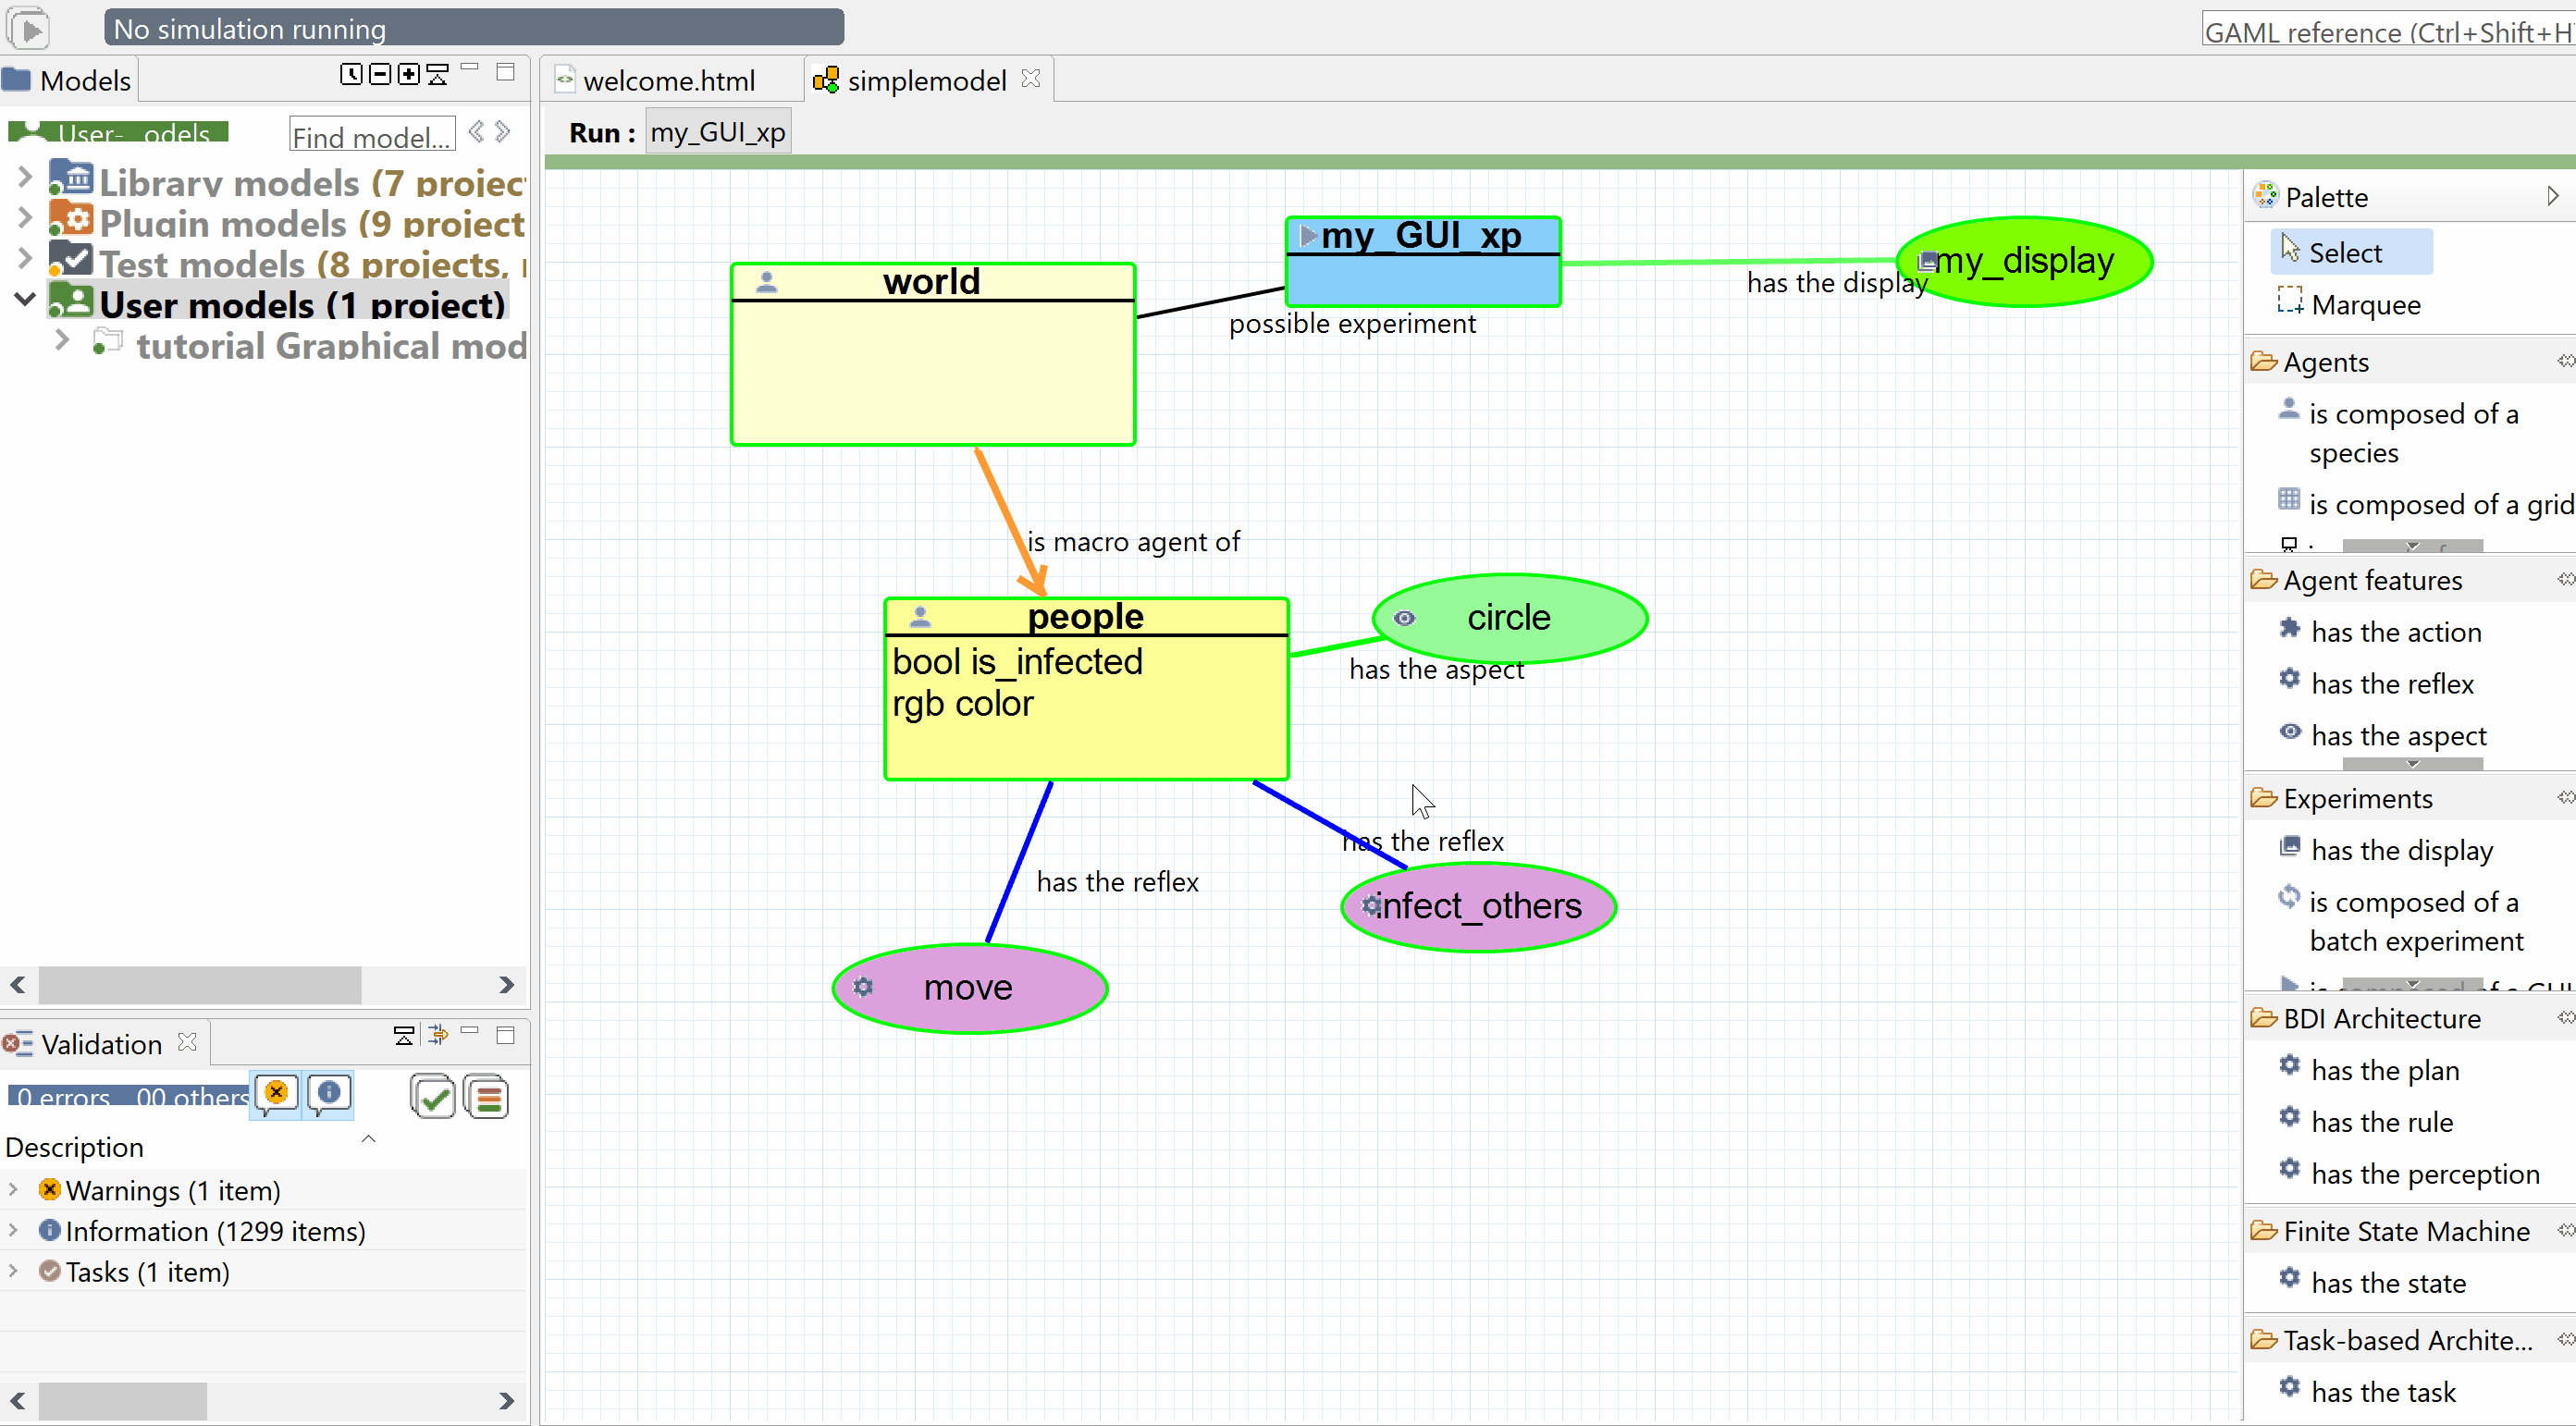 No simulation running
GAML reference (Ctrl+Shift+H
Models
welcome.html
simplemodel
Find model...
Run :
my_GUI_xp
Library models (7 projec
Plugin models (9 project
Test models (8 projects,
User models (1 project)
tutorial Graphical mod
world
my_GUI_xp
my_display
has the display
possible experiment
is macro agent of
people
bool is_infected
rgb color
circle
has the aspect
has the reflex
infect_others
has the reflex
move
Palette
Select
Marquee
Agents
is composed of a
species
is composed of a grid
Agent features
has the action
has the reflex
has the aspect
Experiments
has the display
is composed of a
batch experiment
BDI Architecture
has the plan
has the rule
has the perception
Finite State Machine
has the state
Task-based Archite...
has the task
Validation
0 errors
00 others
Description
Warnings (1 item)
Information (1299 items)
Tasks (1 item)